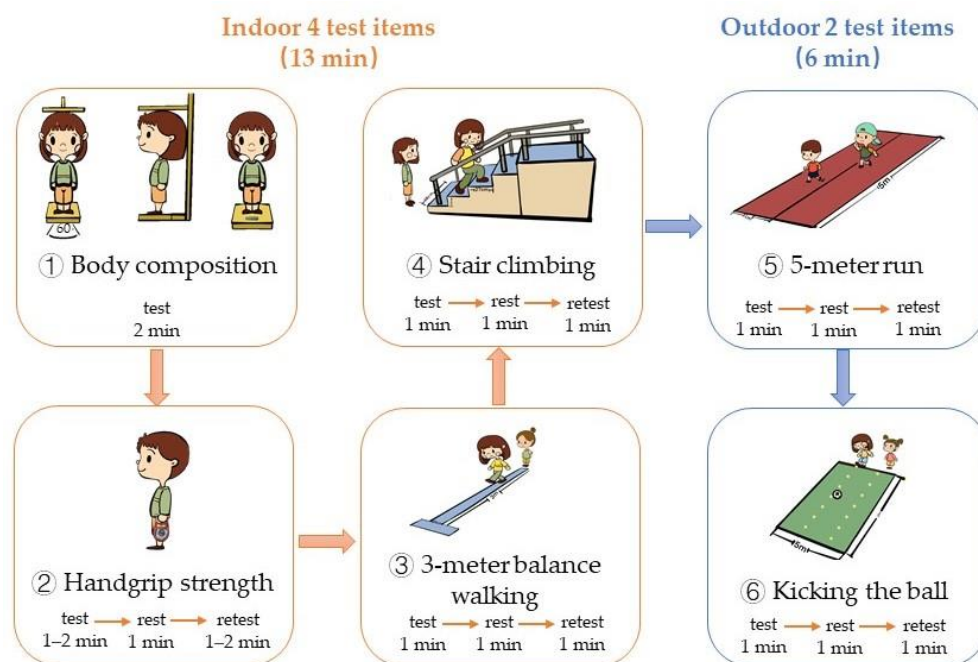 Indoor 4 test items
(13 min)
Outdoor 2 test items
(6 min)
60
① Body composition
test
2 min
② Handgrip strength
test rest retest
1–2 min 1 min 1–2 min
③ 3-meter balance
walking
test rest retest
1 min 1 min 1 min
④ Stair climbing
test rest retest
1 min 1 min 1 min
5m
⑤ 5-meter run
test rest retest
1 min 1 min 1 min
5m
⑥ Kicking the ball
test rest retest
1 min 1 min 1 min